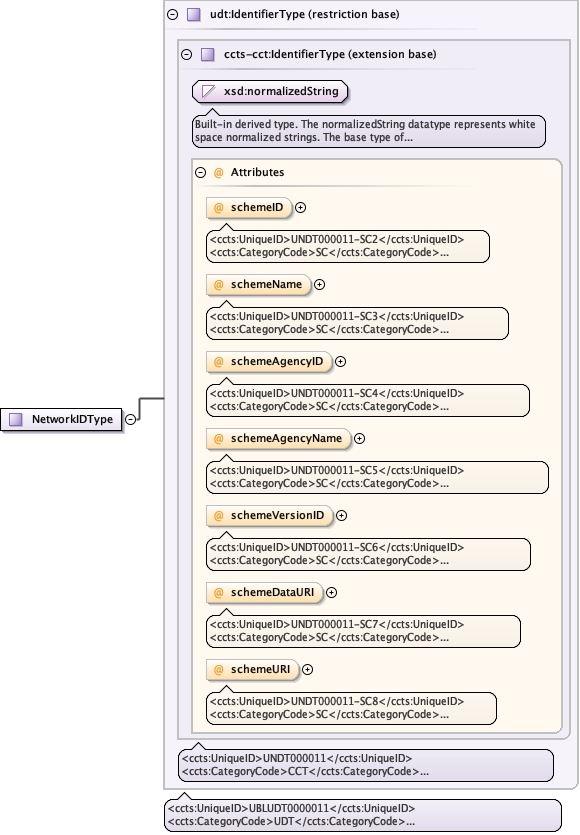 udt:IdentifierType (restriction base)
ccts-cct:IdentifierType (extension base)
xsd:normalizedString
Built-in derived type. The normalizedString datatype represents white
space normalized strings. The base type of...
@ Attributes
@ schemeID
<ccts:UniqueID>UNDT000011-SC2</ccts:UniqueID>
<ccts:CategoryCode>SC</ccts:CategoryCode>...
@ schemeName
<ccts:UniqueID>UNDT000011-SC3</ccts:UniqueID>
<ccts:CategoryCode>SC</ccts:CategoryCode>...
@ schemeAgencyID
<ccts:UniqueID>UNDT000011-SC4</ccts:UniqueID>
<ccts:CategoryCode>SC</ccts:CategoryCode>...
NetworkIDType
@ schemeAgencyName
<ccts:UniqueID>UNDT000011-SC5</ccts:UniqueID>
<ccts:CategoryCode>SC</ccts:CategoryCode>...
@ schemeVersionID
<ccts:UniqueID>UNDT000011-SC6</ccts:UniqueID>
<ccts:CategoryCode>SC</ccts:CategoryCode>...
@ schemeDataURI
<ccts:UniqueID>UNDT000011-SC7</ccts:UniqueID>
<ccts:CategoryCode>SC</ccts:CategoryCode>...
@ schemeURI
<ccts:UniqueID>UNDT000011-SC8</ccts:UniqueID>
<ccts:CategoryCode>SC</ccts:CategoryCode>...
<ccts:UniqueID>UNDT000011</ccts:UniqueID>
<ccts:CategoryCode>CCT</ccts:CategoryCode>...
<ccts:UniqueID>UBLUDT0000011</ccts:UniqueID>
<ccts:CategoryCode>UDT</ccts:CategoryCode>...